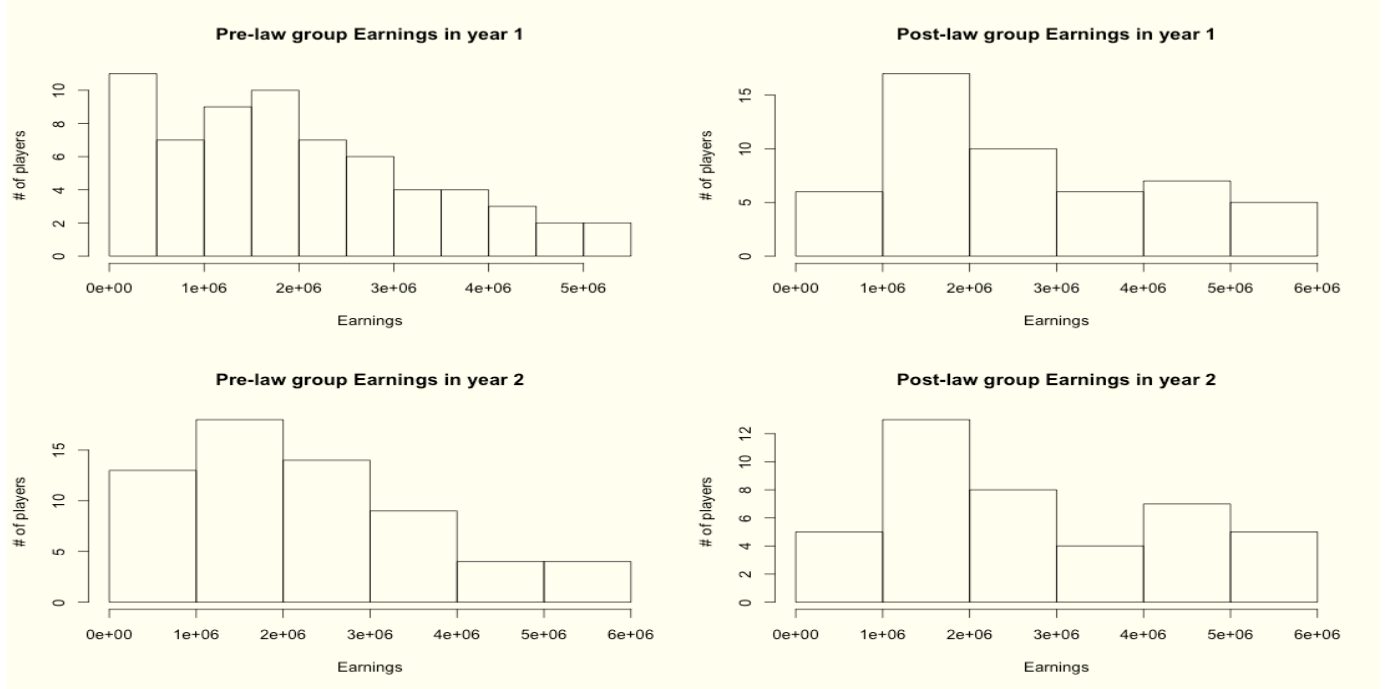 Pre-law group Earnings in year 1
# of players
0 2 4 6 8 10
0e+00 1e+06 2e+06 3e+06 4e+06 5e+06
Earnings
Post-law group Earnings in year 1
# of players
0 5 10 15
0e+00 1e+06 2e+06 3e+06 4e+06 5e+06 6e+06
Earnings
Pre-law group Earnings in year 2
# of players
0 5 10 15
0e+00 1e+06 2e+06 3e+06 4e+06 5e+06 6e+06
Earnings
Post-law group Earnings in year 2
# of players
0 2 4 6 8 10 12
0e+00 1e+06 2e+06 3e+06 4e+06 5e+06 6e+06
Earnings